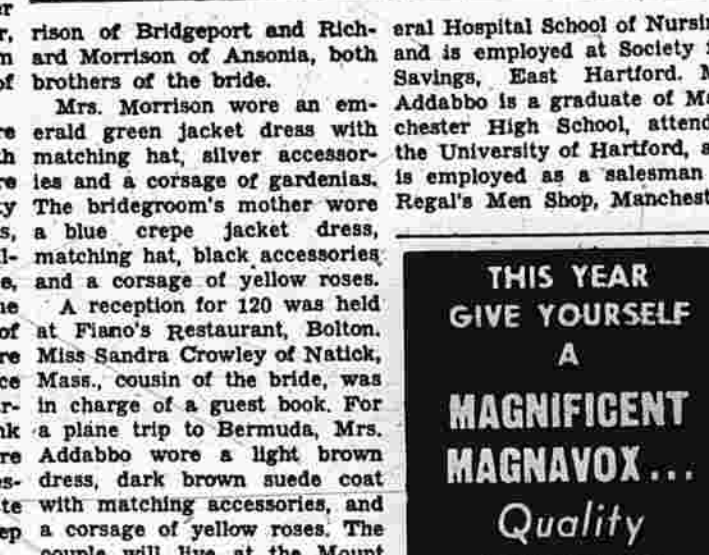 rison of Bridgeport and Rich-
ard Morrison of Ansonia, both
brothers of the bride.
Mrs. Morrison wore an em-
erald green jacket dress with
matching hat, silver accessor-
ies and a corsage of gardenias.
The bridegroom's mother wore
a blue crepe jacket dress,
matching hat, black accessories
and a corsage of yellow roses.
A reception for 120 was held
at Fiano's Restaurant, Bolton.
Miss Sandra Crowley of Natick,
Mass., cousin of the bride, was
in charge of a guest book. For
a plane trip to Bermuda, Mrs.
Addabbo wore a light brown
dress, dark brown suede coat
with matching accessories, and
a corsage of yellow roses. The
couple will live at the Mount
eral Hospital School of
and is employed at Society
Savings, East Hartford.
Addabbo is a graduate of
chester High School,
the University of Hartford,
is employed as a salesman
Regal's Men Shop,
THIS YEAR
GIVE YOURSELF
A
MAGNIFICENT
MAGNAVOX...
Quality